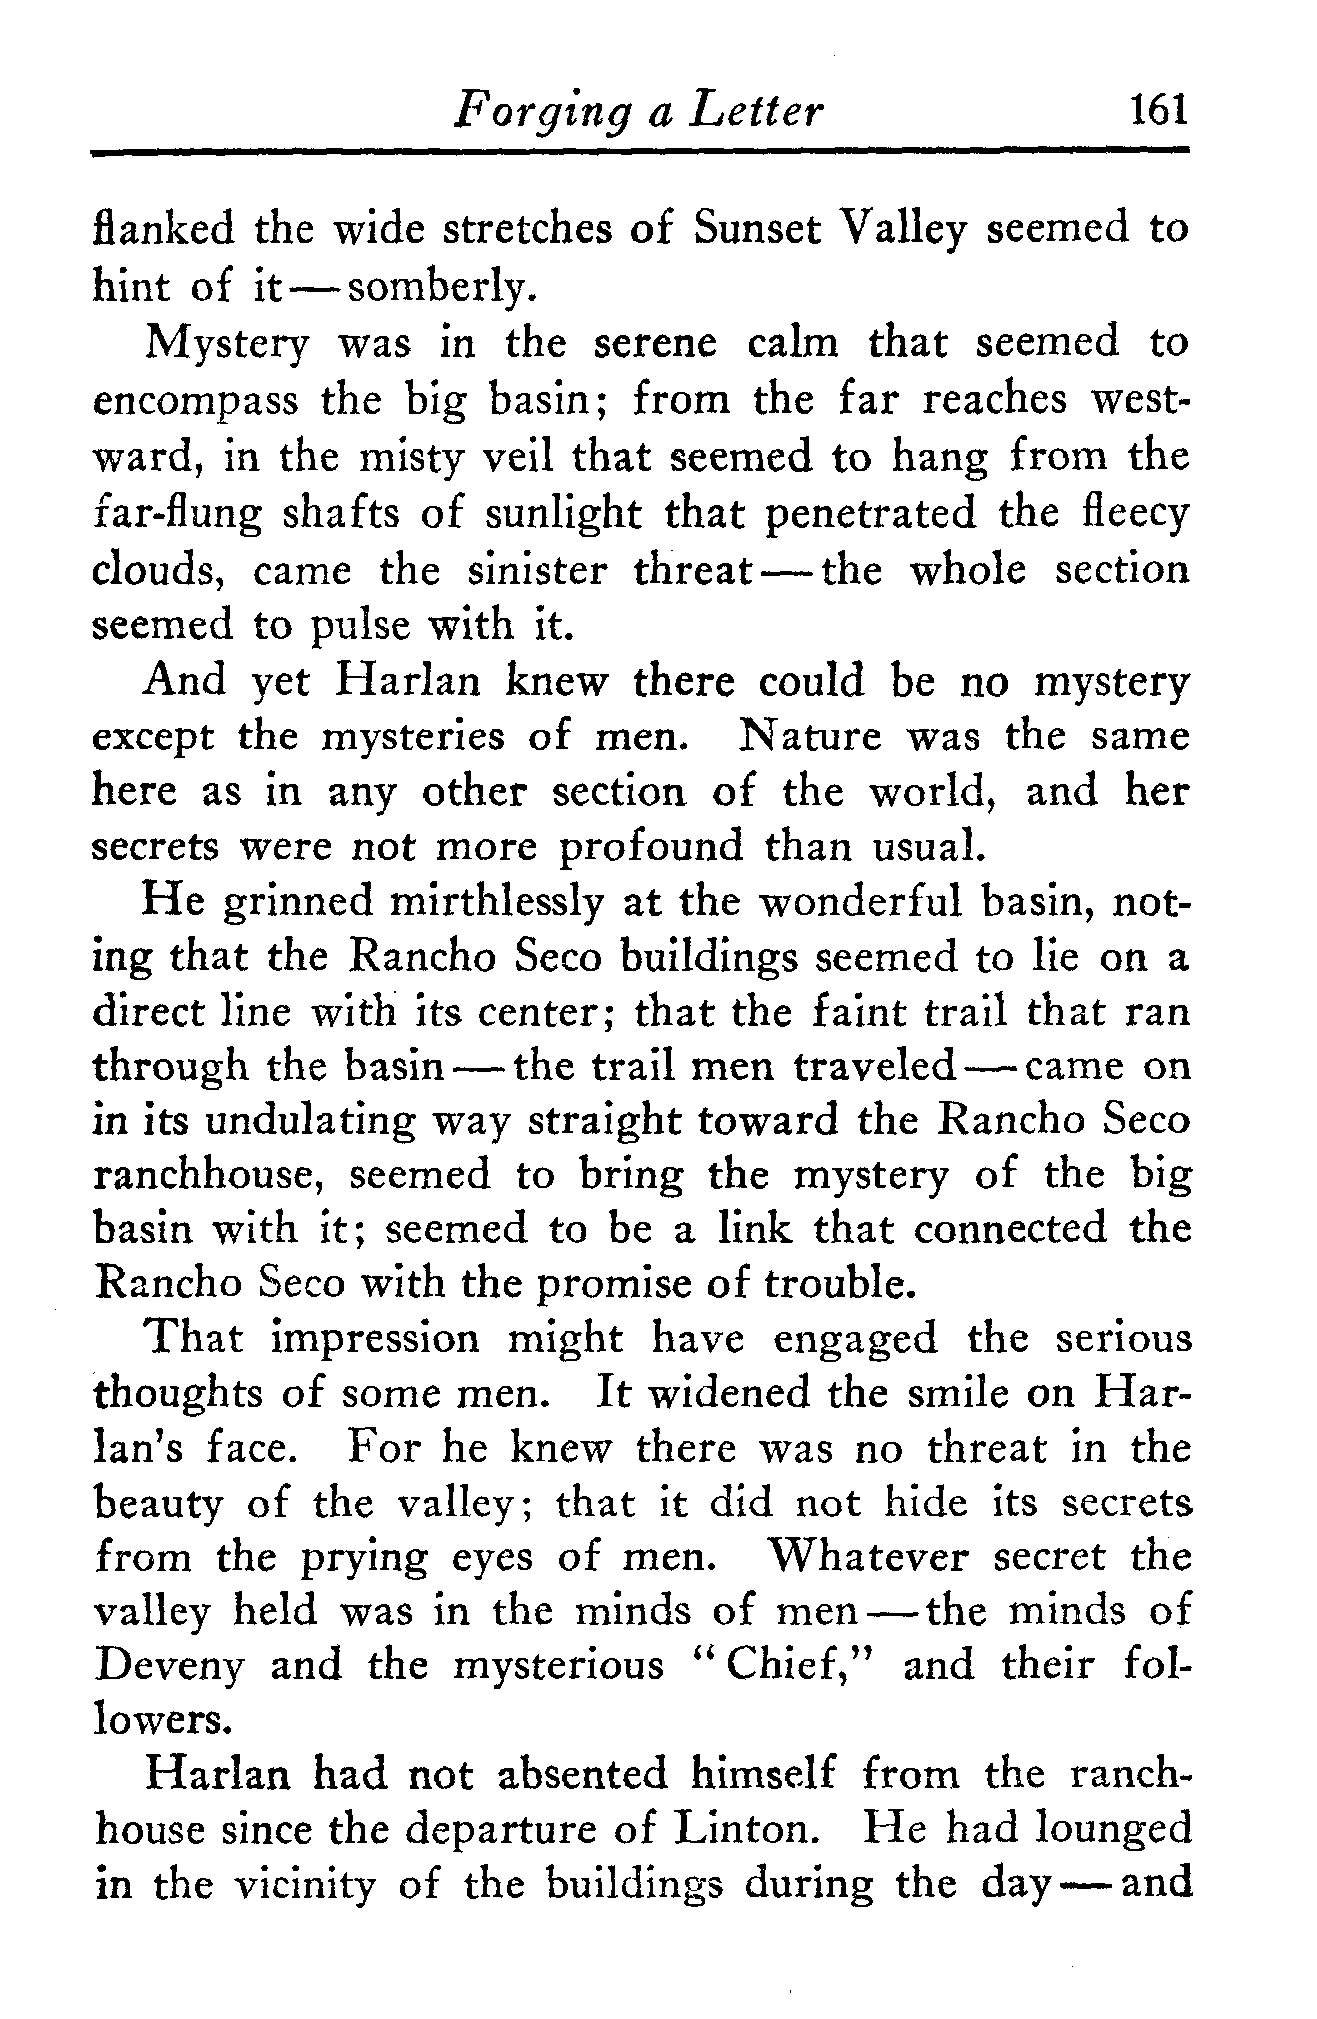 Forging a Letter 161
flanked the wide stretches of Sunset Valley seemed to
hint of it—somberly.
Mystery was in the serene calm that seemed to
encompass the big basin; from the far reaches west-
ward, in the misty veil that seemed to hang from the
far-flung shafts of sunlight that penetrated the fleecy
clouds, came the sinister threat—the whole section
seemed to pulse with it.
And yet Harlan knew there could be no mystery
except the mysteries of men. Nature was the same
here as in any other section of the world, and her
secrets were not more profound than usual.
He grinned mirthlessly at the wonderful basin, not-
ing that the Rancho Seco buildings seemed to lie on a
direct line with its center; that the faint trail that ran
through the basin—the trail men traveled—came on
in its undulating way straight toward the Rancho Seco
ranchhouse, seemed to bring the mystery of the big
basin with it; seemed to be a link that connected the
Rancho Seco with the promise of trouble.
That impression might have engaged the serious
thoughts of some men. It widened the smile on Har-
lan's face. For he knew there was no threat in the
beauty of the valley; that it did not hide its secrets
from the prying eyes of men. Whatever secret the
valley held was in the minds of men—the minds of
Deveny and the mysterious "Chief," and their fol-
lowers.
Harlan had not absented himself from the ranch-
house since the departure of Linton. He had lounged
in the vicinity of the buildings during the day—and